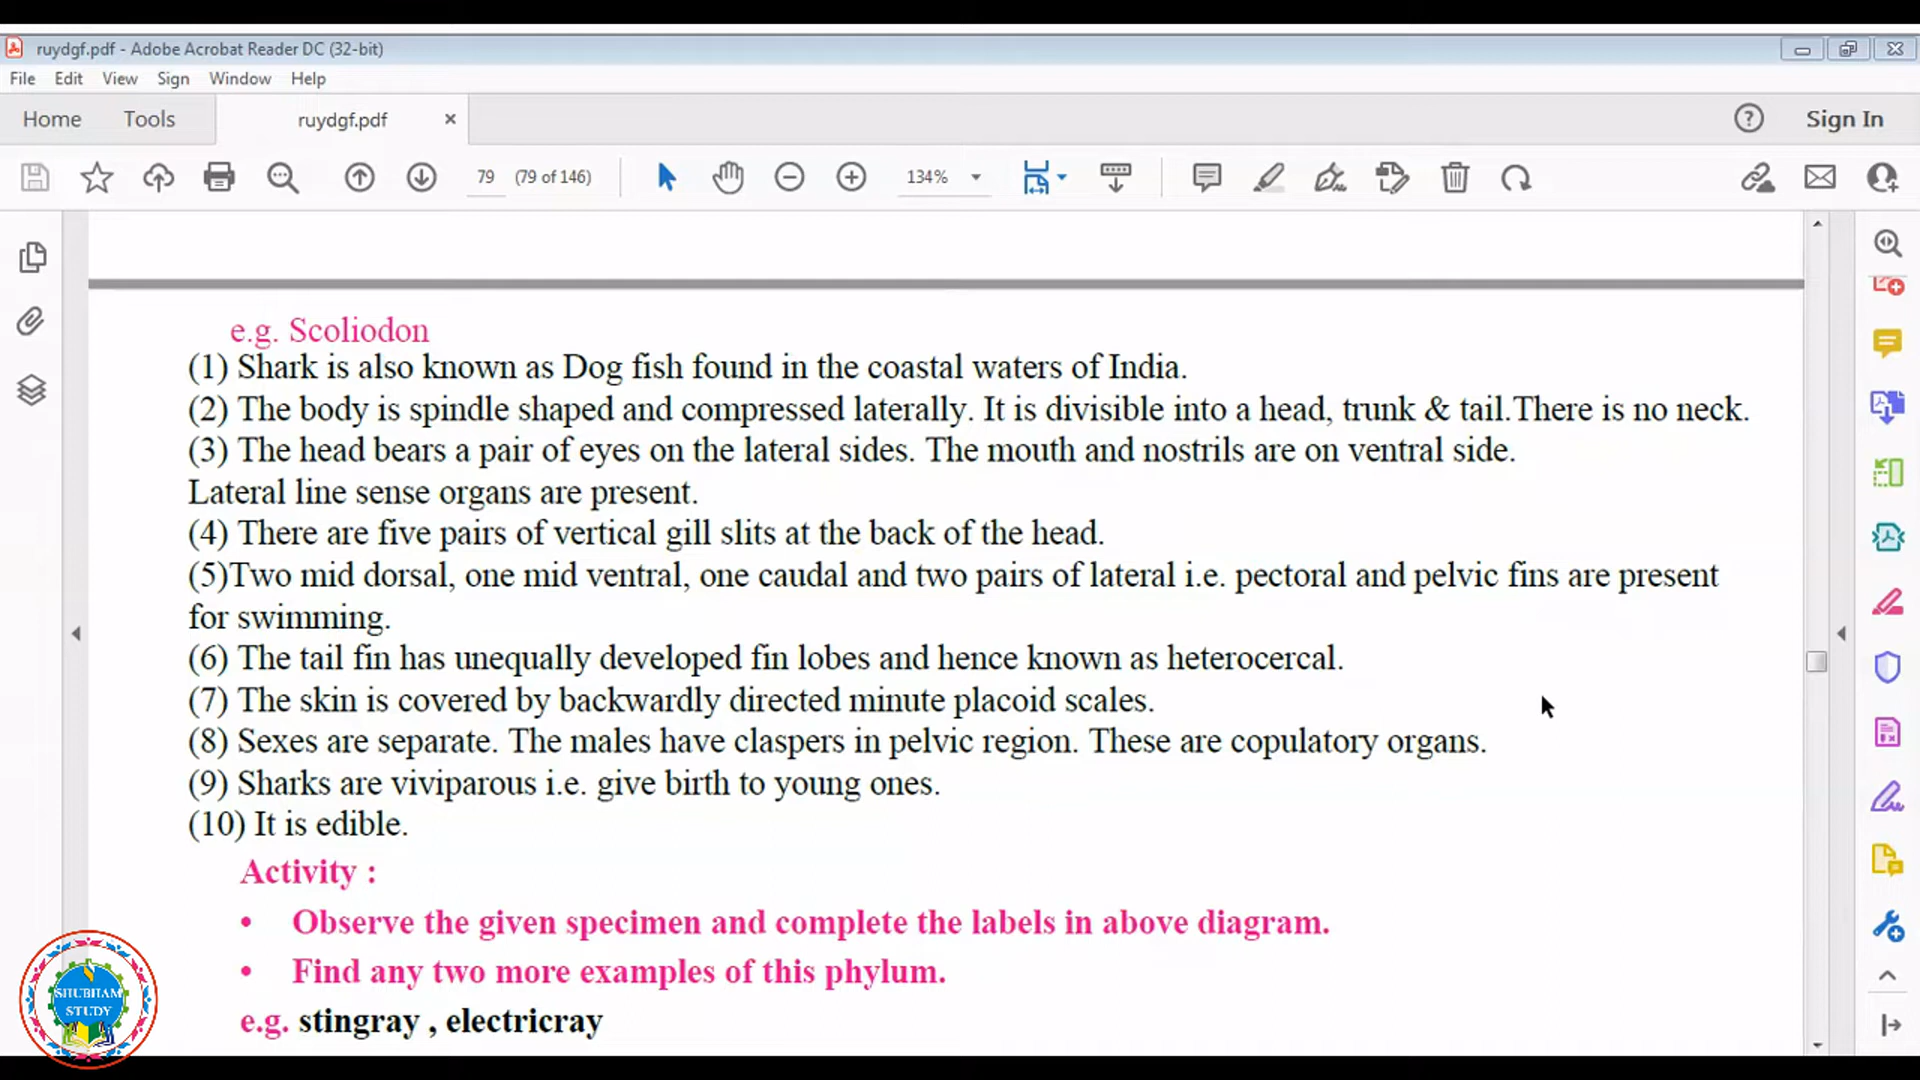 ruydgf.pdf - Adobe Acrobat Reader DC (32-bit)
File Edit View Sign Window Help
Home Tools ruydgf.pdf × ? Sign In
79 (79 of 146) 134%
e.g. Scoliodon
(1) Shark is also known as Dog fish found in the coastal waters of India.
(2) The body is spindle shaped and compressed laterally. It is divisible into a head, trunk & tail.There is no neck.
(3) The head bears a pair of eyes on the lateral sides. The mouth and nostrils are on ventral side.
Lateral line sense organs are present.
(4) There are five pairs of vertical gill slits at the back of the head.
(5)Two mid dorsal, one mid ventral, one caudal and two pairs of lateral i.e. pectoral and pelvic fins are present
for swimming.
(6) The tail fin has unequally developed fin lobes and hence known as heterocercal.
(7) The skin is covered by backwardly directed minute placoid scales.
(8) Sexes are separate. The males have claspers in pelvic region. These are copulatory organs.
(9) Sharks are viviparous i.e. give birth to young ones.
(10) It is edible.
Activity :
• Observe the given specimen and complete the labels in above diagram.
• Find any two more examples of this phylum.
e.g. stingray , electricray
SHUBHAM
STUDY